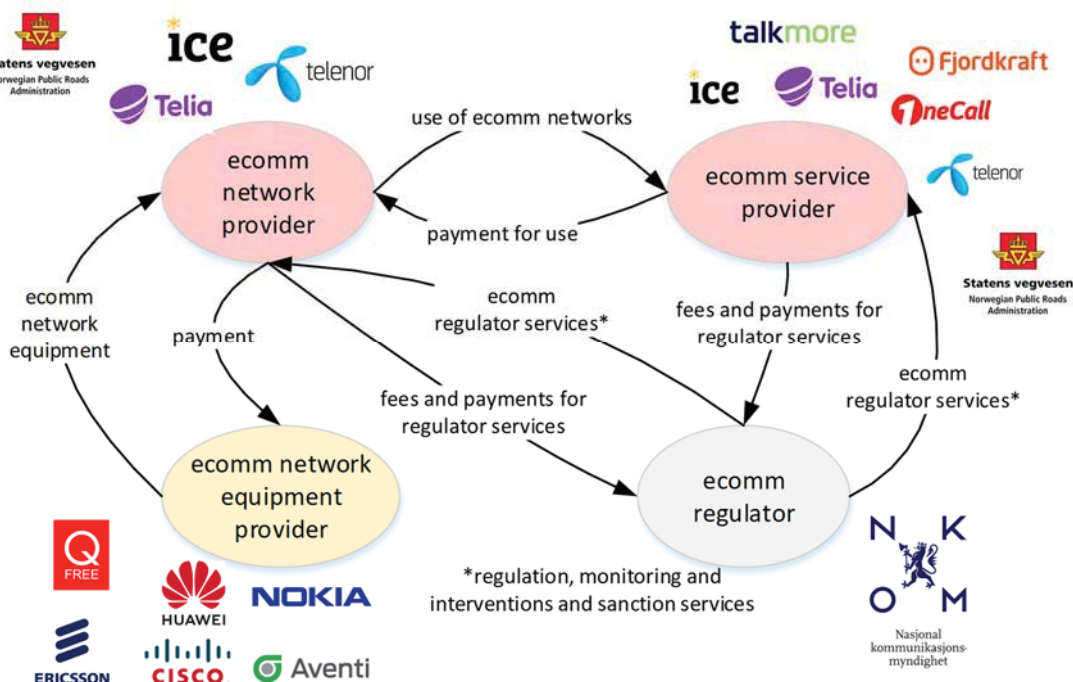 Statens vegvesen
Norwegian Public Roads
Administration
ice
telenor
Telia
talkmore
ice
Telia
Fjordkraft
OneCall
telenor
Statens vegvesen
Norwegian Public Roads
Administration
ecomm
network
provider
use of ecomm networks
payment for use
ecomm service
provider
ecomm
network
equipment
payment
ecomm
regulator services*
fees and payments for
regulator services
fees and payments for
regulator services
ecomm
regulator services*
ecomm network
equipment
provider
ecomm
regulator
*regulation, monitoring and
interventions and sanction services
Q
FREE
HUAWEI
NOKIA
ERICSSON
CISCO
Aventi
N K
O M
Nasjonal
kommunikasjons-
myndighet